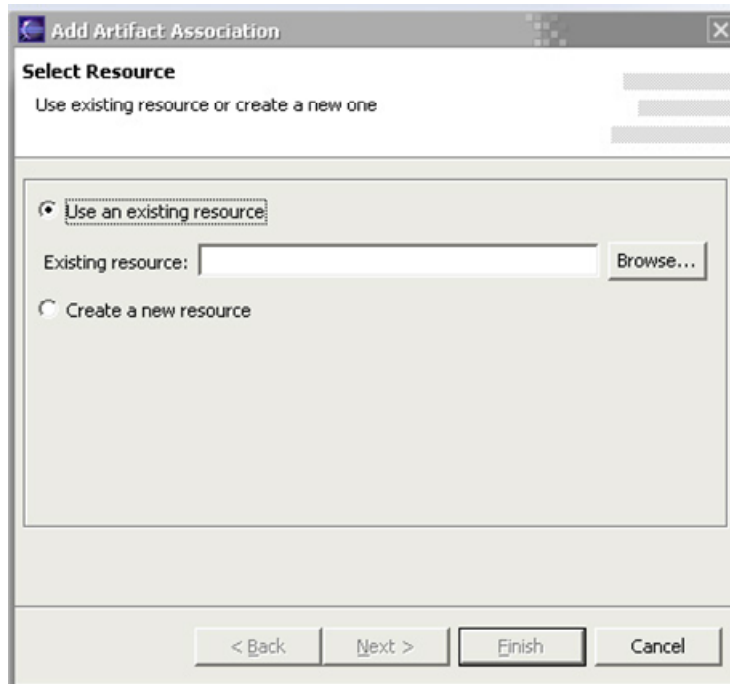 Add Artifact Association
Select Resource
Use existing resource or create a new one
Use an existing resource
Existing resource: Browse...
Create a new resource
< Back Next > Finish Cancel